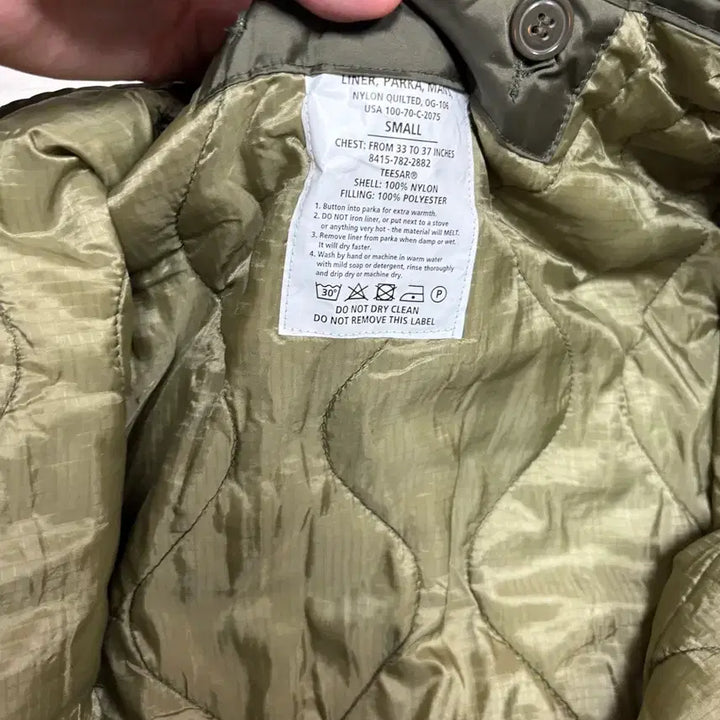 LINER, PARKA, MAN,
NYLON QUILTED, OG-106
USA 100-70-C-2075
SMALL
CHEST: FROM 33 TO 37 INCHES
8415-782-2882
TEESAR®
SHELL: 100% NYLON
FILLING: 100% POLYESTER
1. Button into parka for extra warmth.
2. DO NOT iron liner, or put next to a stove
or anything very hot - the material will MELT.
3. Remove liner from parka when damp or wet.
It will dry faster.
4. Wash by hand or machine in warm water
with mild soap or detergent, rinse thoroughly
and drip dry or machine dry.
30° P
DO NOT DRY CLEAN
DO NOT REMOVE THIS LABEL